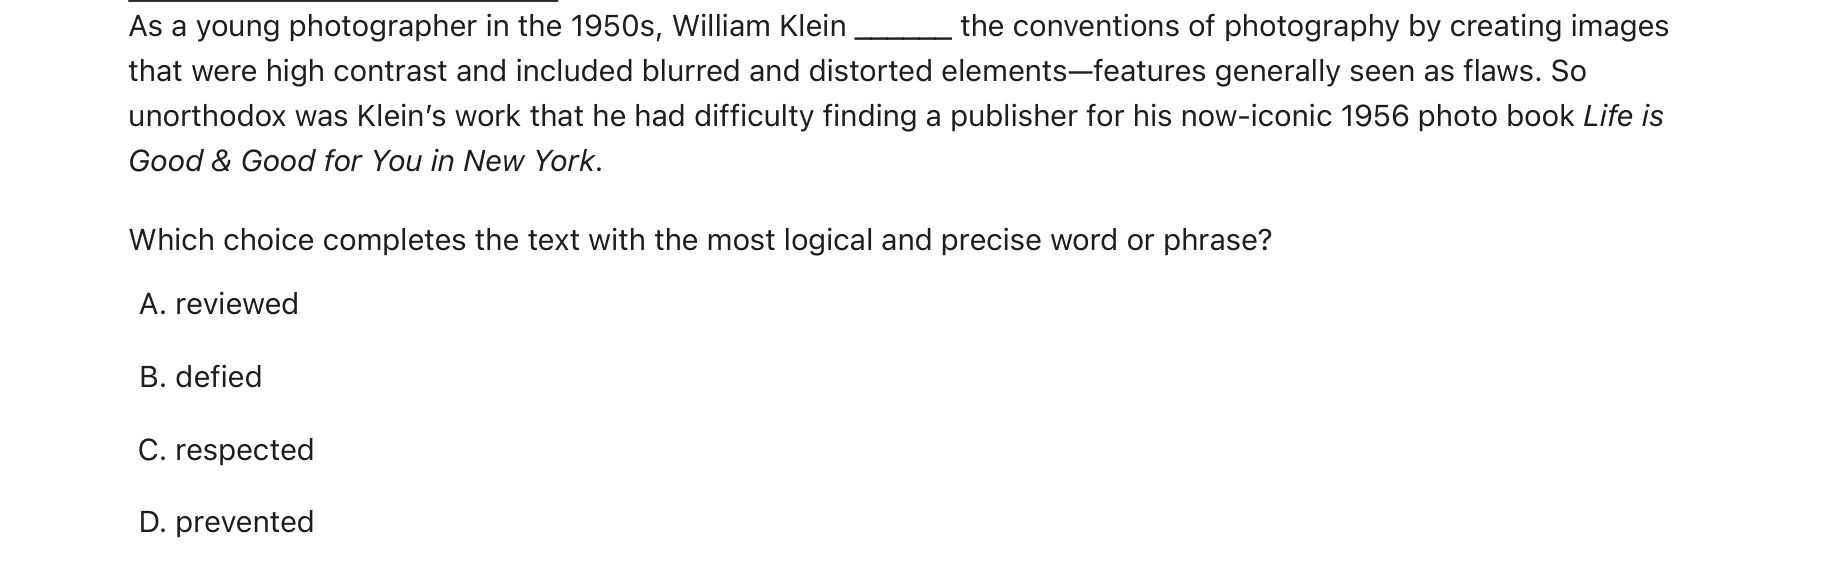 As a young photographer in the 1950s, William Klein ______ the conventions of photography by creating images
that were high contrast and included blurred and distorted elements—features generally seen as flaws. So
unorthodox was Klein’s work that he had difficulty finding a publisher for his now-iconic 1956 photo book Life is
Good & Good for You in New York.
Which choice completes the text with the most logical and precise word or phrase?
A. reviewed
B. defied
C. respected
D. prevented